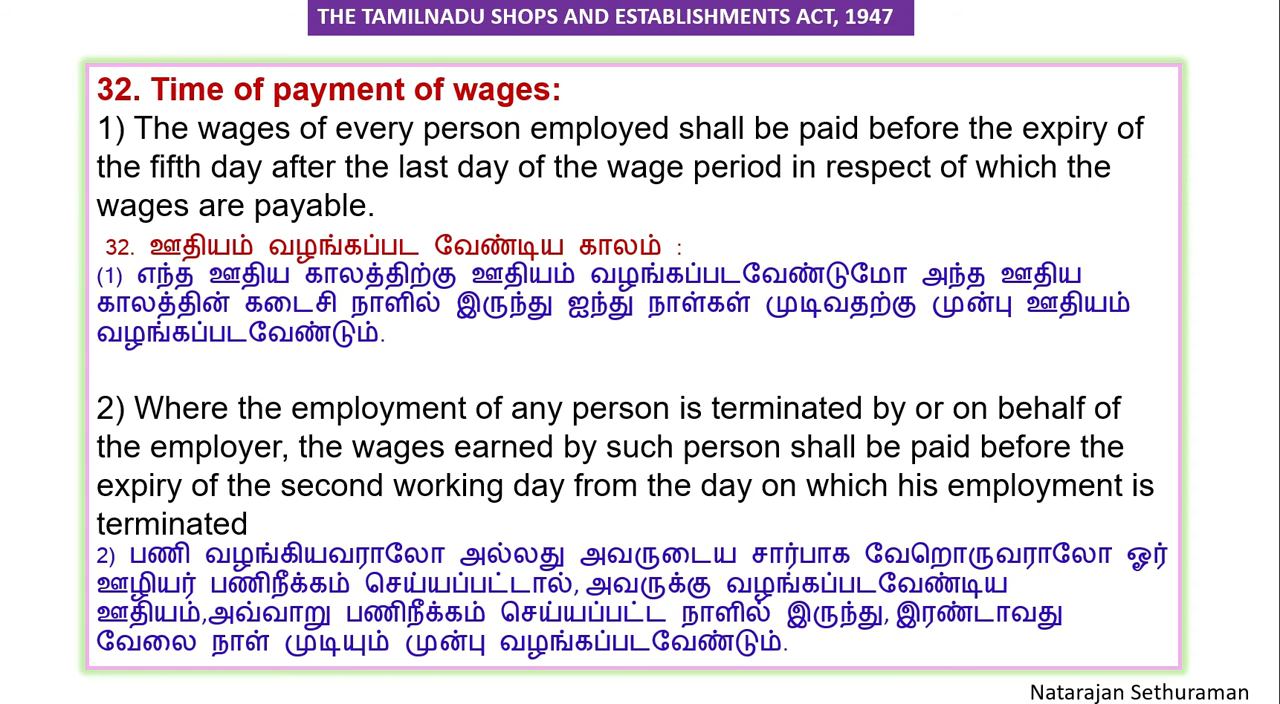 THE TAMILNADU SHOPS AND ESTABLISHMENTS ACT, 1947
32. Time of payment of wages:
1) The wages of every person employed shall be paid before the expiry of
the fifth day after the last day of the wage period in respect of which the
wages are payable.
32. ஊதியம் வழங்கப்பட வேண்டிய காலம் :
(1) எந்த ஊதிய காலத்திற்கு ஊதியம் வழங்கப்படவேண்டுமோ அந்த ஊதிய
காலத்தின் கடைசி நாளில் இருந்து ஐந்து நாள்கள் முடிவதற்கு முன்பு ஊதியம்
வழங்கப்படவேண்டும்.
2) Where the employment of any person is terminated by or on behalf of
the employer, the wages earned by such person shall be paid before the
expiry of the second working day from the day on which his employment is
terminated
2) பணி வழங்கியவராலோ அல்லது அவருடைய சார்பாக வேறொருவராலோ ஓர்
ஊழியர் பணிநீக்கம் செய்யப்பட்டால், அவருக்கு வழங்கப்படவேண்டிய
ஊதியம்,அவ்வாறு பணிநீக்கம் செய்யப்பட்ட நாளில் இருந்து, இரண்டாவது
வேலை நாள் முடியும் முன்பு வழங்கப்படவேண்டும்.
Natarajan Sethuraman